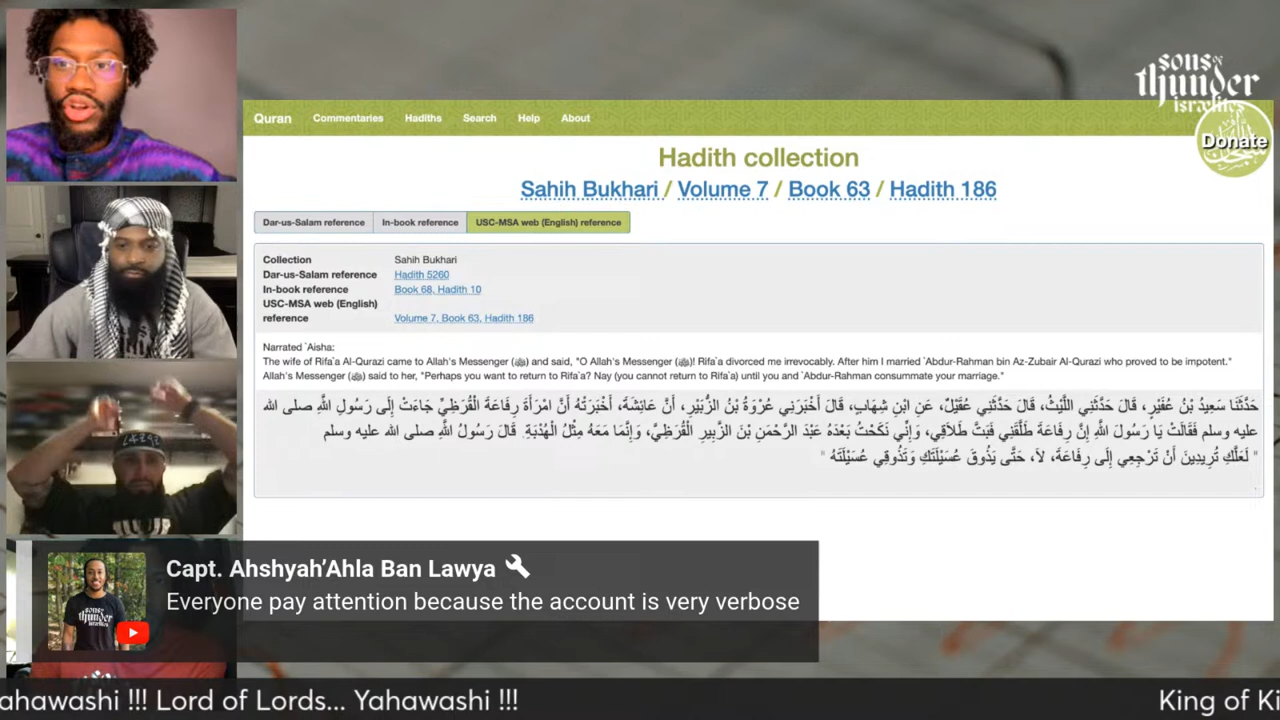 sons of
thunder
israelites
Donate
Quran Commentaries Hadiths Search Help About
Hadith collection
Sahih Bukhari / Volume 7 / Book 63 / Hadith 186
Dar-us-Salam reference In-book reference USC-MSA web (English) reference
Collection Sahih Bukhari
Dar-us-Salam reference Hadith 5260
In-book reference Book 68, Hadith 10
USC-MSA web (English)
reference Volume 7, Book 63, Hadith 186
Narrated `Aisha:
The wife of Rifa`a Al-Qurazi came to Allah's Messenger (ﷺ) and said, "O Allah's Messenger (ﷺ)! Rifa`a divorced me irrevocably. After him I married `Abdur-Rahman bin Az-Zubair Al-Qurazi who proved to be impotent."
Allah's Messenger (ﷺ) said to her, "Perhaps you want to return to Rifa`a? Nay (you cannot return to Rifa`a) until you and `Abdur-Rahman consummate your marriage."
حَدَّثَنَا سَعِيدُ بْنُ عُفَيْرٍ، قَالَ حَدَّثَنِي اللَّيْثُ، قَالَ حَدَّثَنِي عُقَيْلٌ، عَنِ ابْنِ شِهَابٍ، قَالَ أَخْبَرَنِي عُرْوَةُ بْنُ الزُّبَيْرِ، أَنَّ عَائِشَةَ، أَخْبَرَتْهُ أَنَّ امْرَأَةَ رِفَاعَةَ الْقُرَظِيِّ جَاءَتْ إِلَى رَسُولِ اللَّهِ صلى الله
عليه وسلم فَقَالَتْ يَا رَسُولَ اللَّهِ إِنَّ رِفَاعَةَ طَلَّقَنِي فَبَتَّ طَلاَقِي، وَإِنِّي نَكَحْتُ بَعْدَهُ عَبْدَ الرَّحْمَنِ بْنَ الزَّبِيرِ الْقُرَظِيَّ، وَإِنَّمَا مَعَهُ مِثْلُ الْهُدْبَةِ. قَالَ رَسُولُ اللَّهِ صلى الله عليه وسلم
" لَعَلَّكِ تُرِيدِينَ أَنْ تَرْجِعِي إِلَى رِفَاعَةَ، لاَ، حَتَّى يَذُوقَ عُسَيْلَتَكِ وَتَذُوقِي عُسَيْلَتَهُ "
.
Capt. Ahshyah’Ahla Ban Lawya
Everyone pay attention because the account is very verbose
ahawashi !!! Lord of Lords... Yahawashi !!! King of Ki